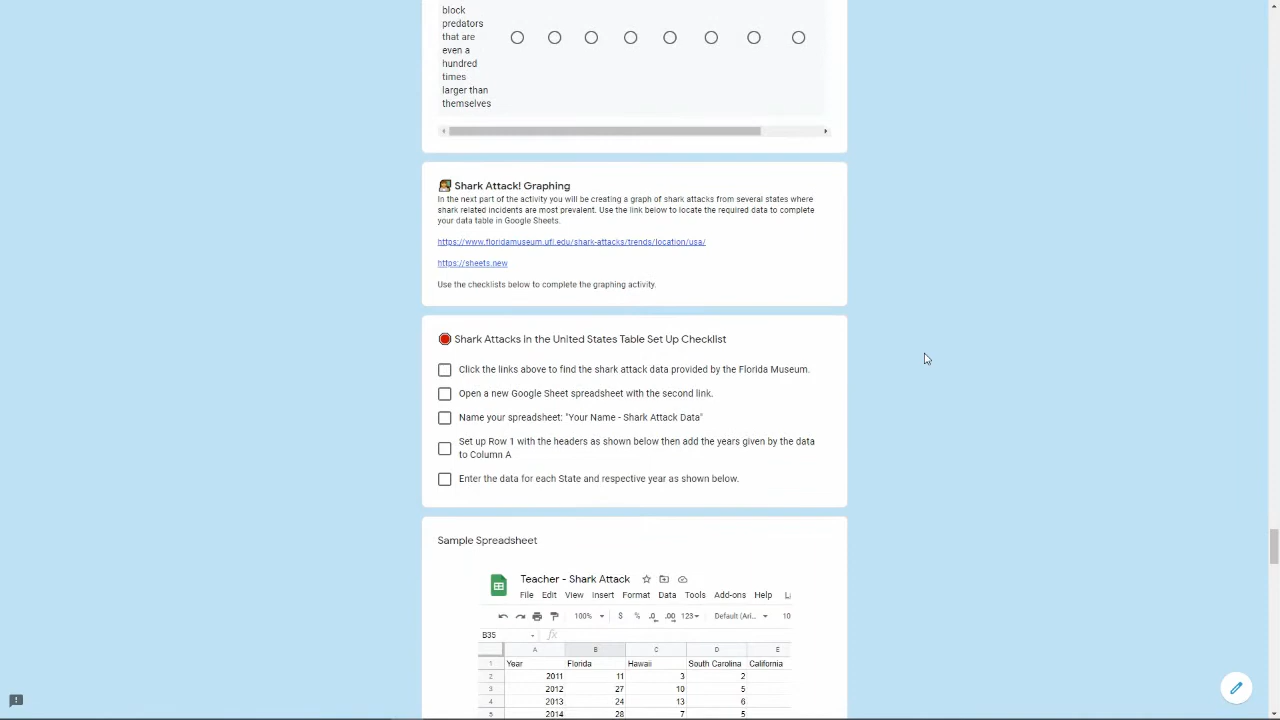 block
predators
that are
even a
hundred
times
larger than
themselves
Shark Attack! Graphing
In the next part of the activity you will be creating a graph of shark attacks from several states where
shark related incidents are most prevalent. Use the link below to locate the required data to complete
your data table in Google Sheets.
https://www.floridamuseum.ufl.edu/shark-attacks/trends/location/usa/
https://sheets.new
Use the checklists below to complete the graphing activity.
Shark Attacks in the United States Table Set Up Checklist
Click the links above to find the shark attack data provided by the Florida Museum.
Open a new Google Sheet spreadsheet with the second link.
Name your spreadsheet: "Your Name - Shark Attack Data"
Set up Row 1 with the headers as shown below then add the years given by the data
to Column A
Enter the data for each State and respective year as shown below.
Sample Spreadsheet
Teacher - Shark Attack
File Edit View Insert Format Data Tools Add-ons Help
100% $ % .0 .00 123 Default (Ari... 10
B35 fx
A B C D E
1 Year Florida Hawaii South Carolina California
2 2011 11 3 2
3 2012 27 10 5
4 2013 24 13 6
5 2014 28 7 5